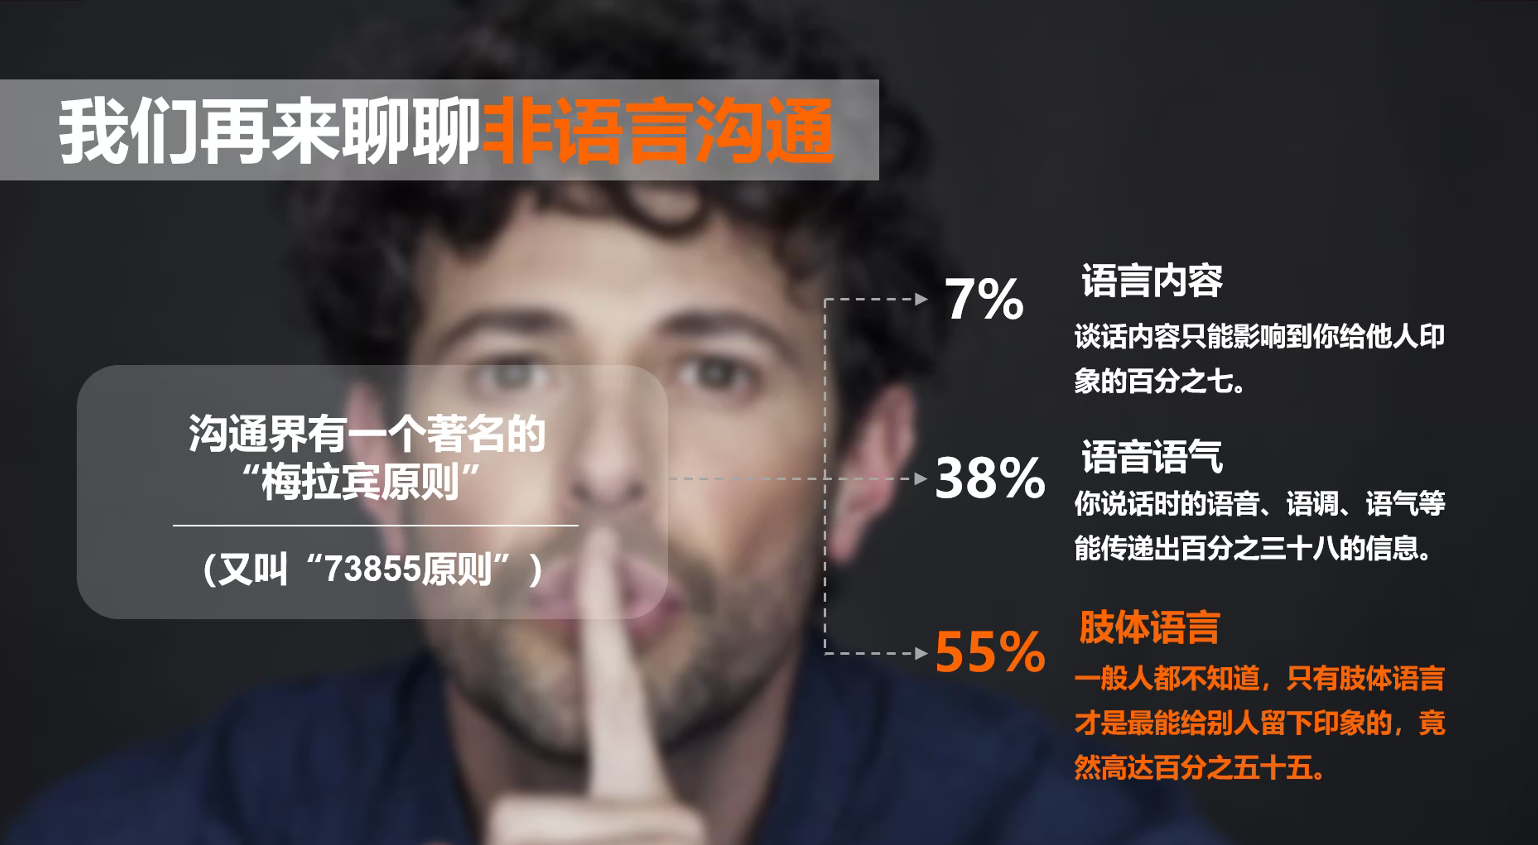 我们再来聊聊非语言沟通
沟通界有一个著名的
“梅拉宾原则”
（又叫“73855原则”）
7%
语言内容
谈话内容只能影响到你给他人印
象的百分之七。
38%
语音语气
你说话时的语音、语调、语气等
能传递出百分之三十八的信息。
55%
肢体语言
一般人都不知道，只有肢体语言
才是最能给别人留下印象的，竟
然高达百分之五十五。